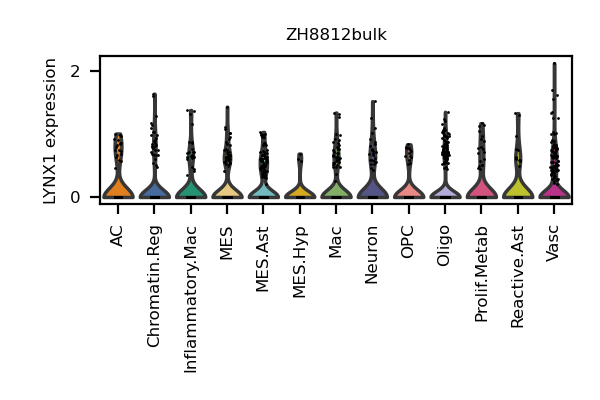 ZH8812bulk
LYNX1 expression
2
0
AC
Chromatin.Reg
Inflammatory.Mac
MES
MES.Ast
MES.Hyp
Mac
Neuron
OPC
Oligo
Prolif.Metab
Reactive.Ast
Vasc